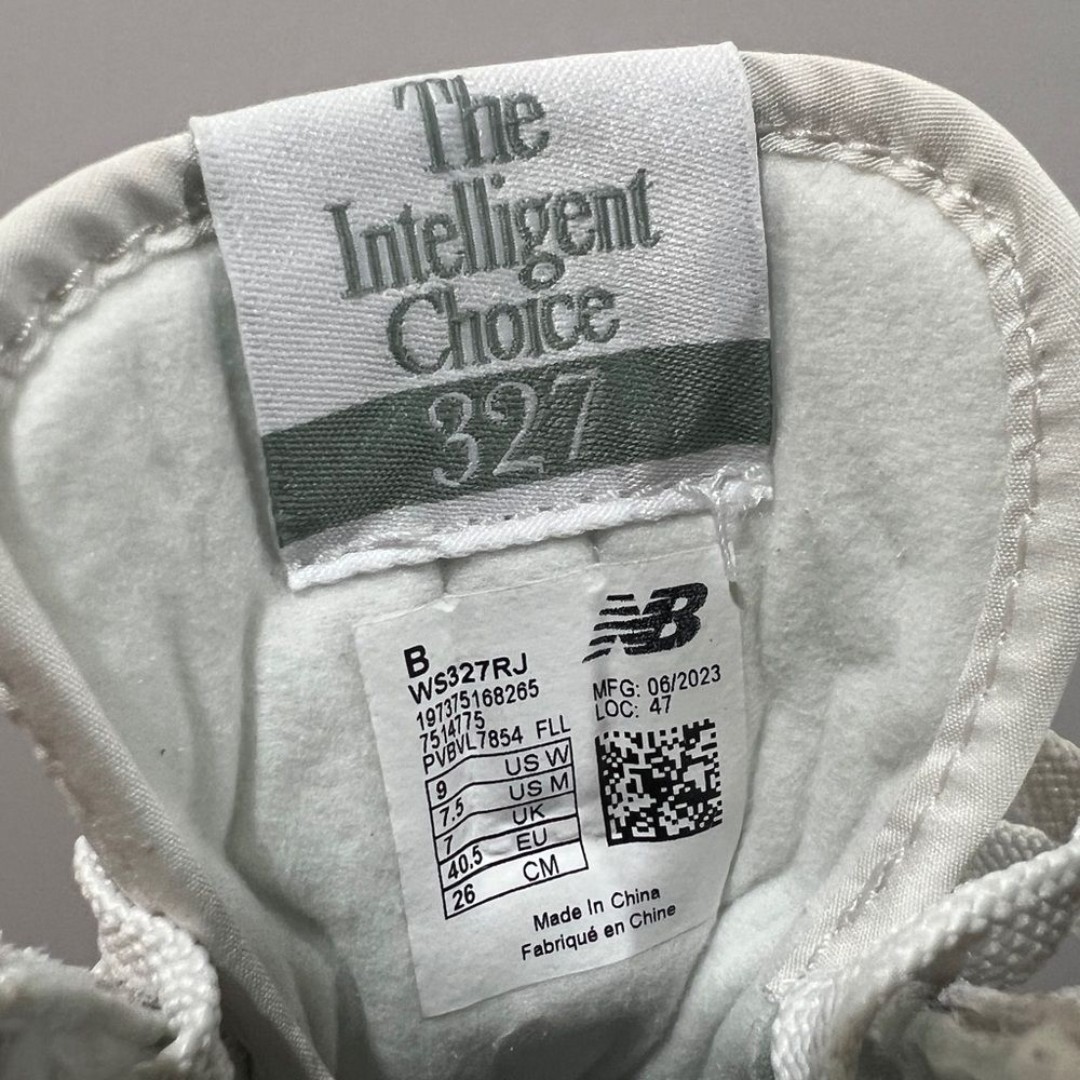 The
Intelligent
Choice
327
NB
B
WS327RJ
197375168265
7514775
PVBVL7854 FLL
MFG: 06/2023
LOC: 47
9 US W
7.5 US M
7 UK
40.5 EU
26 CM
Made In China
Fabriqué en Chine